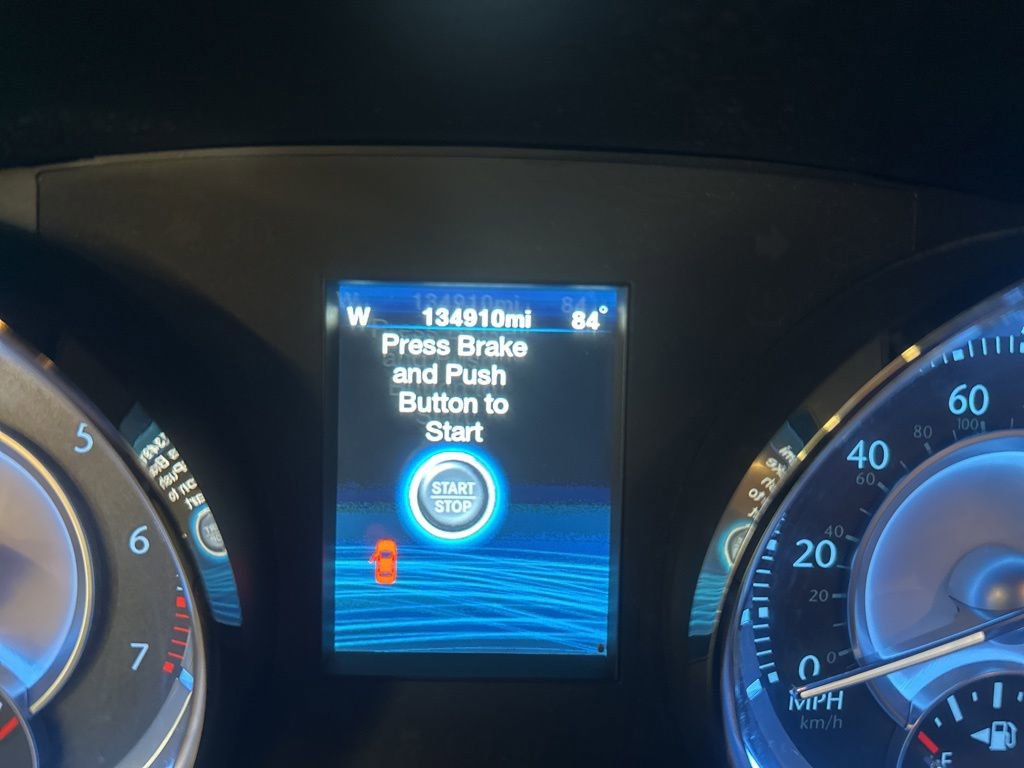 W 134910mi 84°
Press Brake
and Push
Button to
Start
START
STOP
5
6
7
60
100
80
40
60
40
20
20
0
0
MPH
km/h
E